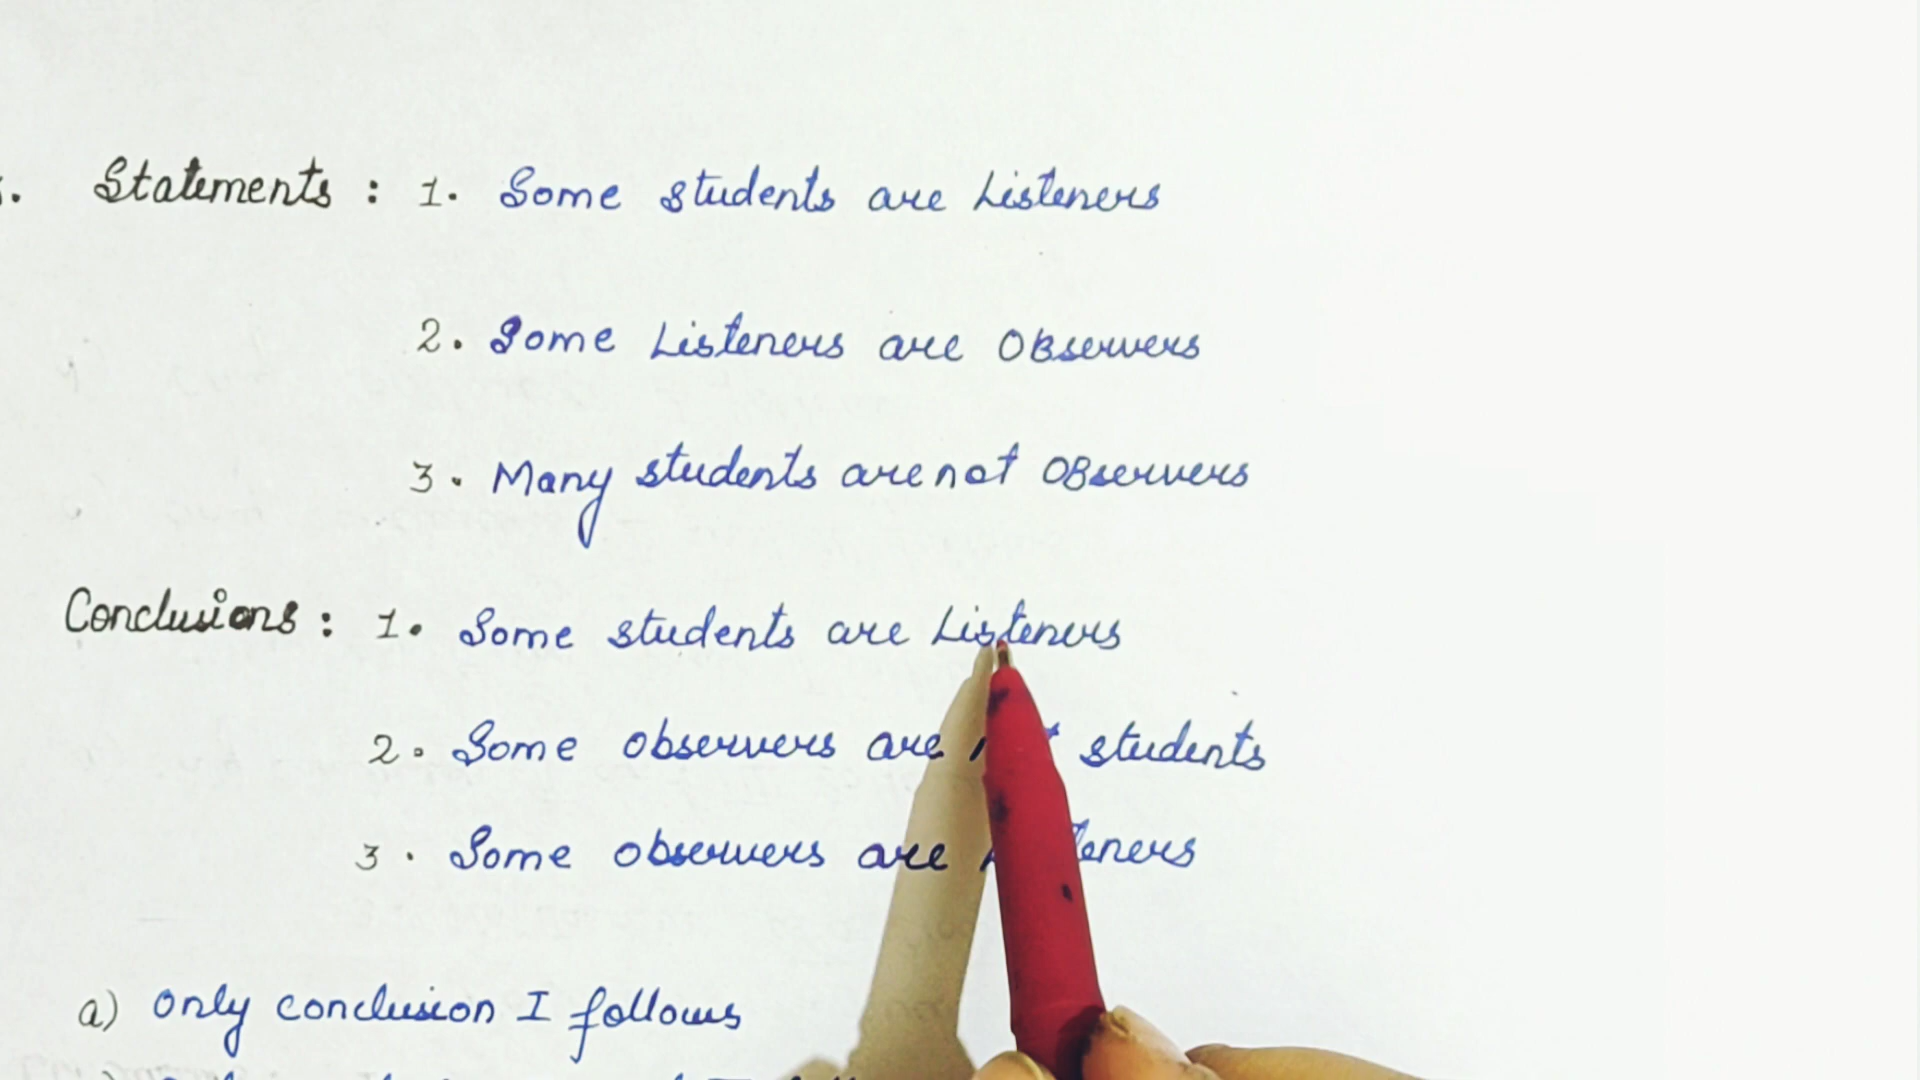 Statements : 1. Some students are Listeners
2. Some Listeners are Observers
3. Many students are not OBservers
Conclusions : 1. Some students are Listeners
2. Some observers are students
3. Some observers are
a) Only conclusion I follows